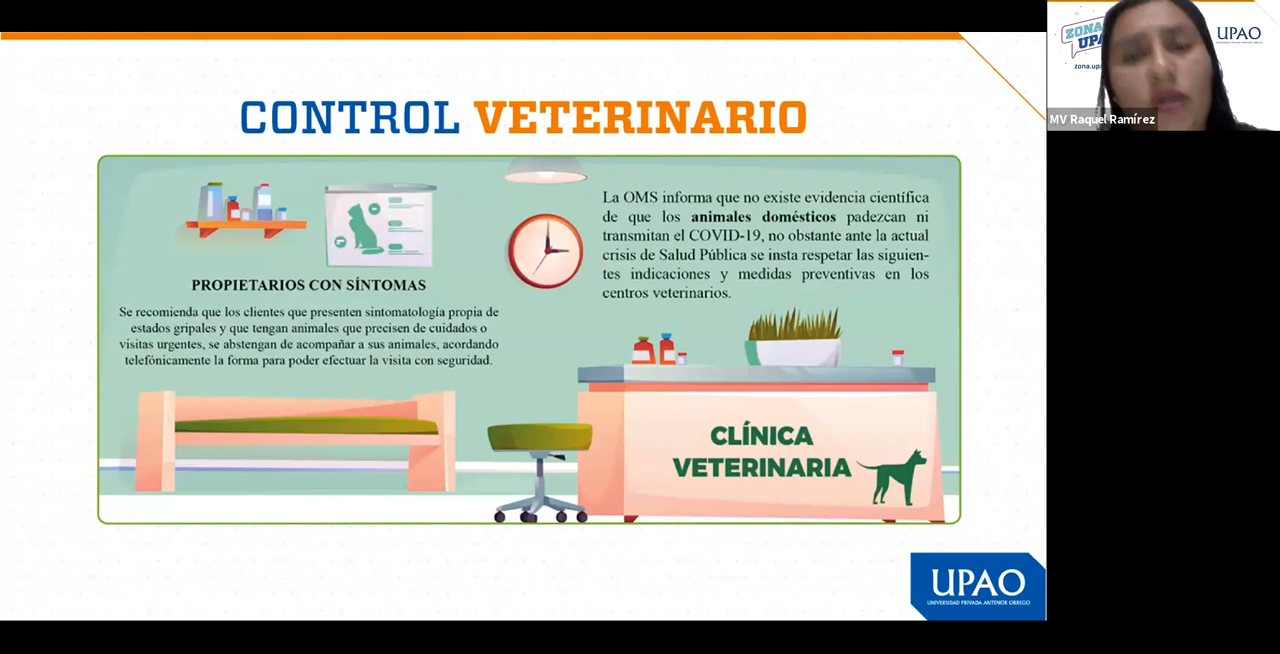 CONTROL VETERINARIO
La OMS informa que no existe evidencia científica
de que los animales domésticos padezcan ni
transmitan el COVID-19, no obstante ante la actual
crisis de Salud Pública se insta respetar las siguien-
tes indicaciones y medidas preventivas en los
centros veterinarios.
PROPIETARIOS CON SÍNTOMAS
Se recomienda que los clientes que presenten sintomatología propia de
estados gripales y que tengan animales que precisen de cuidados o
visitas urgentes, se abstengan de acompañar a sus animales, acordando
telefónicamente la forma para poder efectuar la visita con seguridad.
CLÍNICA
VETERINARIA
UPAO
UNIVERSIDAD PRIVADA ANTENOR ORREGO
ZONA
UPAO
MV Raquel Ramírez